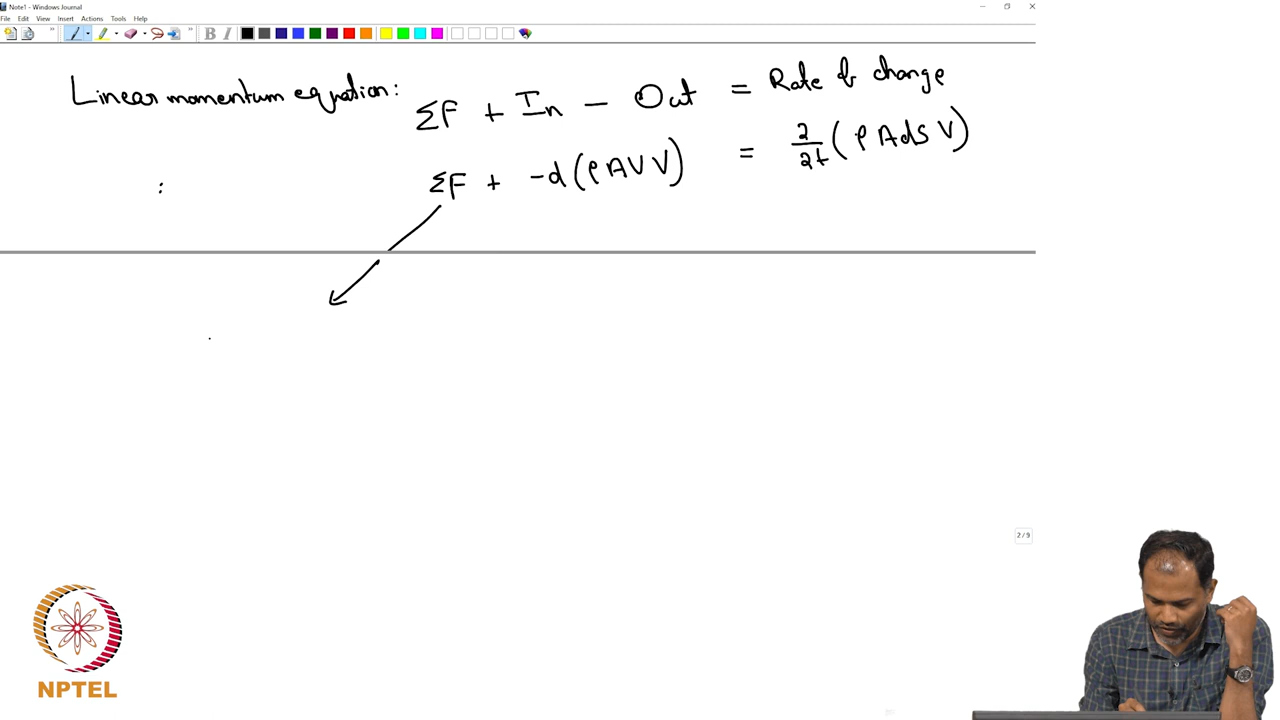 Note1 - Windows Journal
File Edit View Insert Actions Tools Help
B I
Linear momentum equation:
ΣF + In - Out = Rate of change
ΣF + -d(ρAVV) = ∂/∂t (ρAdsV)
:
2 / 9
NPTEL